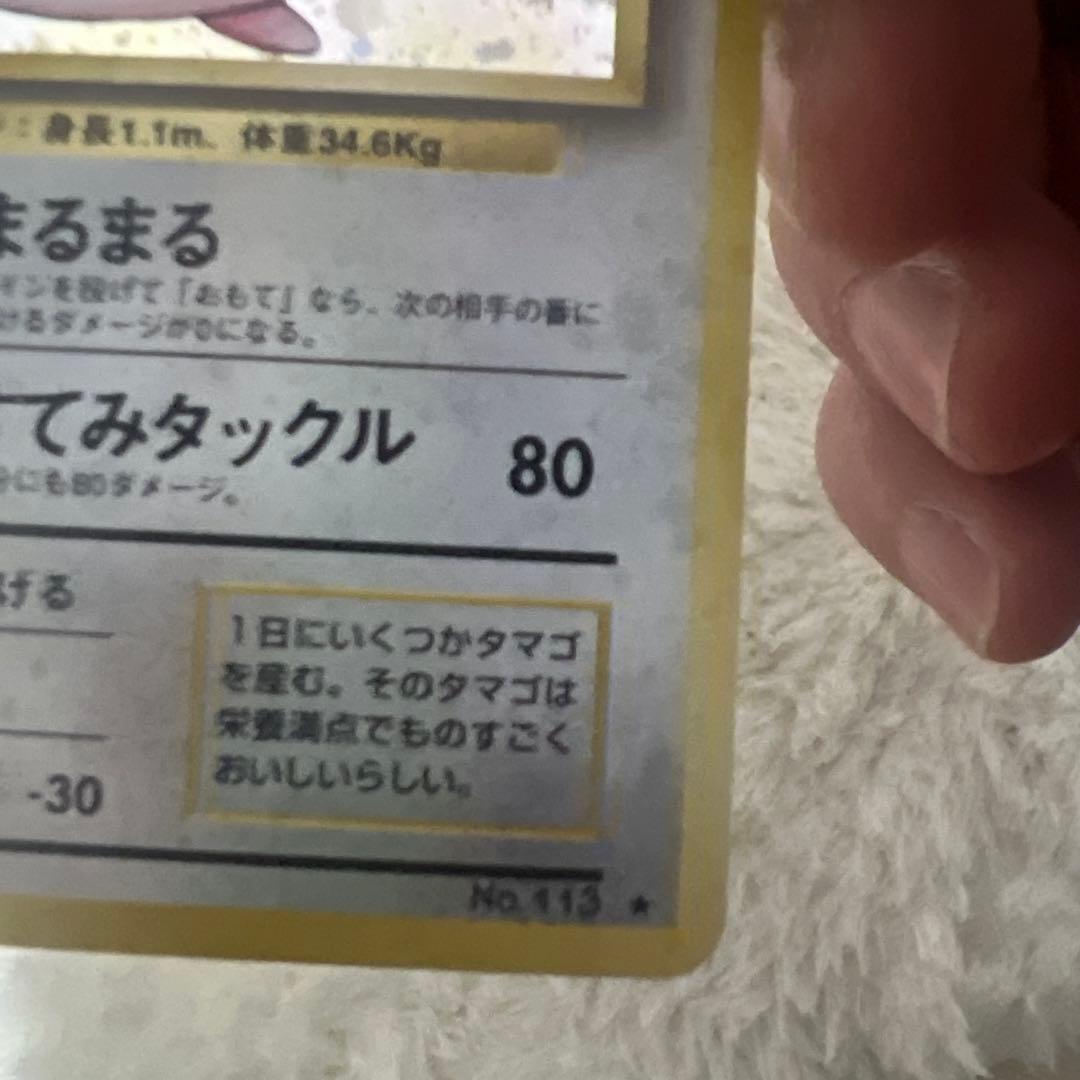 ：身長1.1m、体重34.6Kg
まるまる
インを投げて「おもて」なら、次の相手の番に
けるダメージが0になる。
てみタックル 80
にも80ダメージ。
げる
1日にいくつかタマゴ
を産む。そのタマゴは
栄養満点でものすごく
おいしいらしい。
-30
No.113 ★